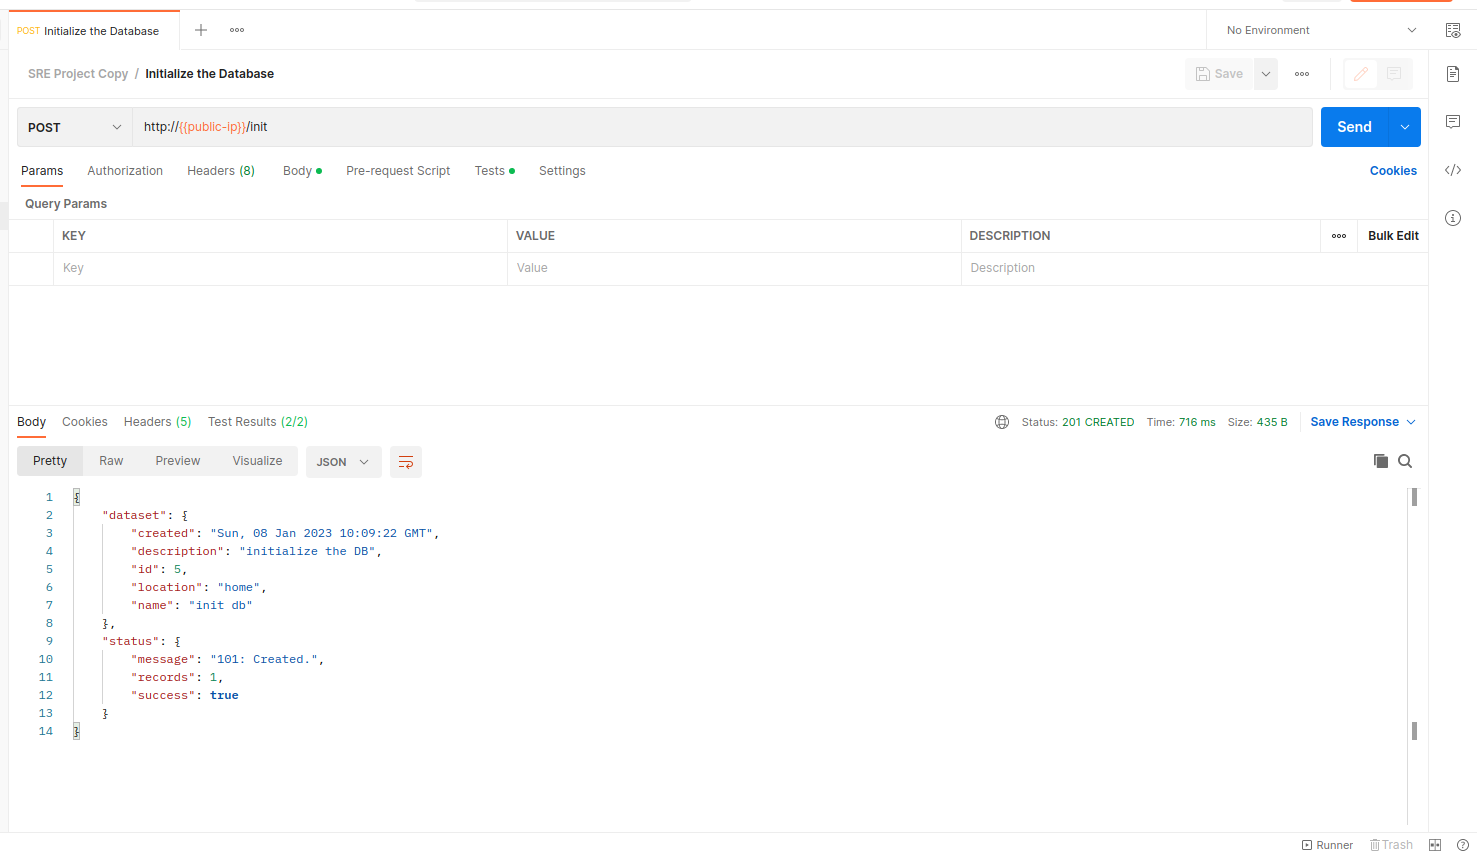 POST Initialize the Database
No Environment
SRE Project Copy / Initialize the Database
Save
POST http://{{public-ip}}/init Send
Params Authorization Headers (8) Body Pre-request Script Tests Settings Cookies
Query Params
KEY VALUE DESCRIPTION Bulk Edit
Key Value Description
Body Cookies Headers (5) Test Results (2/2) Status: 201 CREATED Time: 716 ms Size: 435 B Save Response
Pretty Raw Preview Visualize JSON
1 {
2 "dataset": {
3 "created": "Sun, 08 Jan 2023 10:09:22 GMT",
4 "description": "initialize the DB",
5 "id": 5,
6 "location": "home",
7 "name": "init db"
8 },
9 "status": {
10 "message": "101: Created.",
11 "records": 1,
12 "success": true
13 }
14 }
Runner Trash